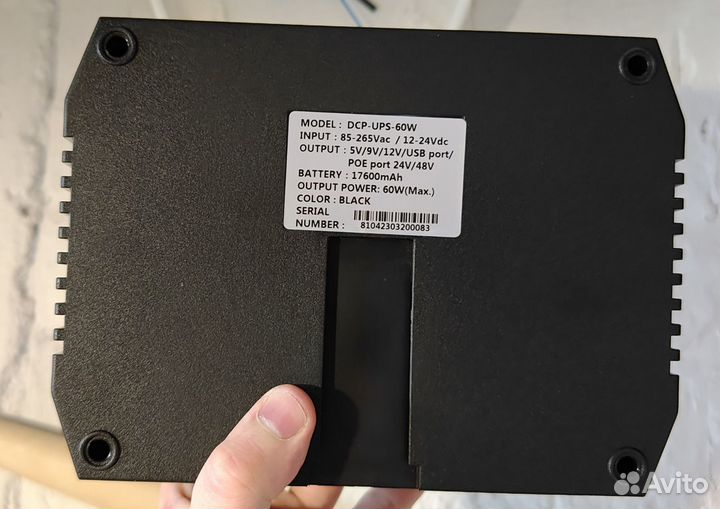 MODEL : DCP-UPS-60W
INPUT : 85-265Vac / 12-24Vdc
OUTPUT : 5V/9V/12V/USB port/
POE port 24V/48V
BATTERY : 17600mAh
OUTPUT POWER: 60W(Max.)
COLOR : BLACK
SERIAL
NUMBER : 81042303200083
Avito